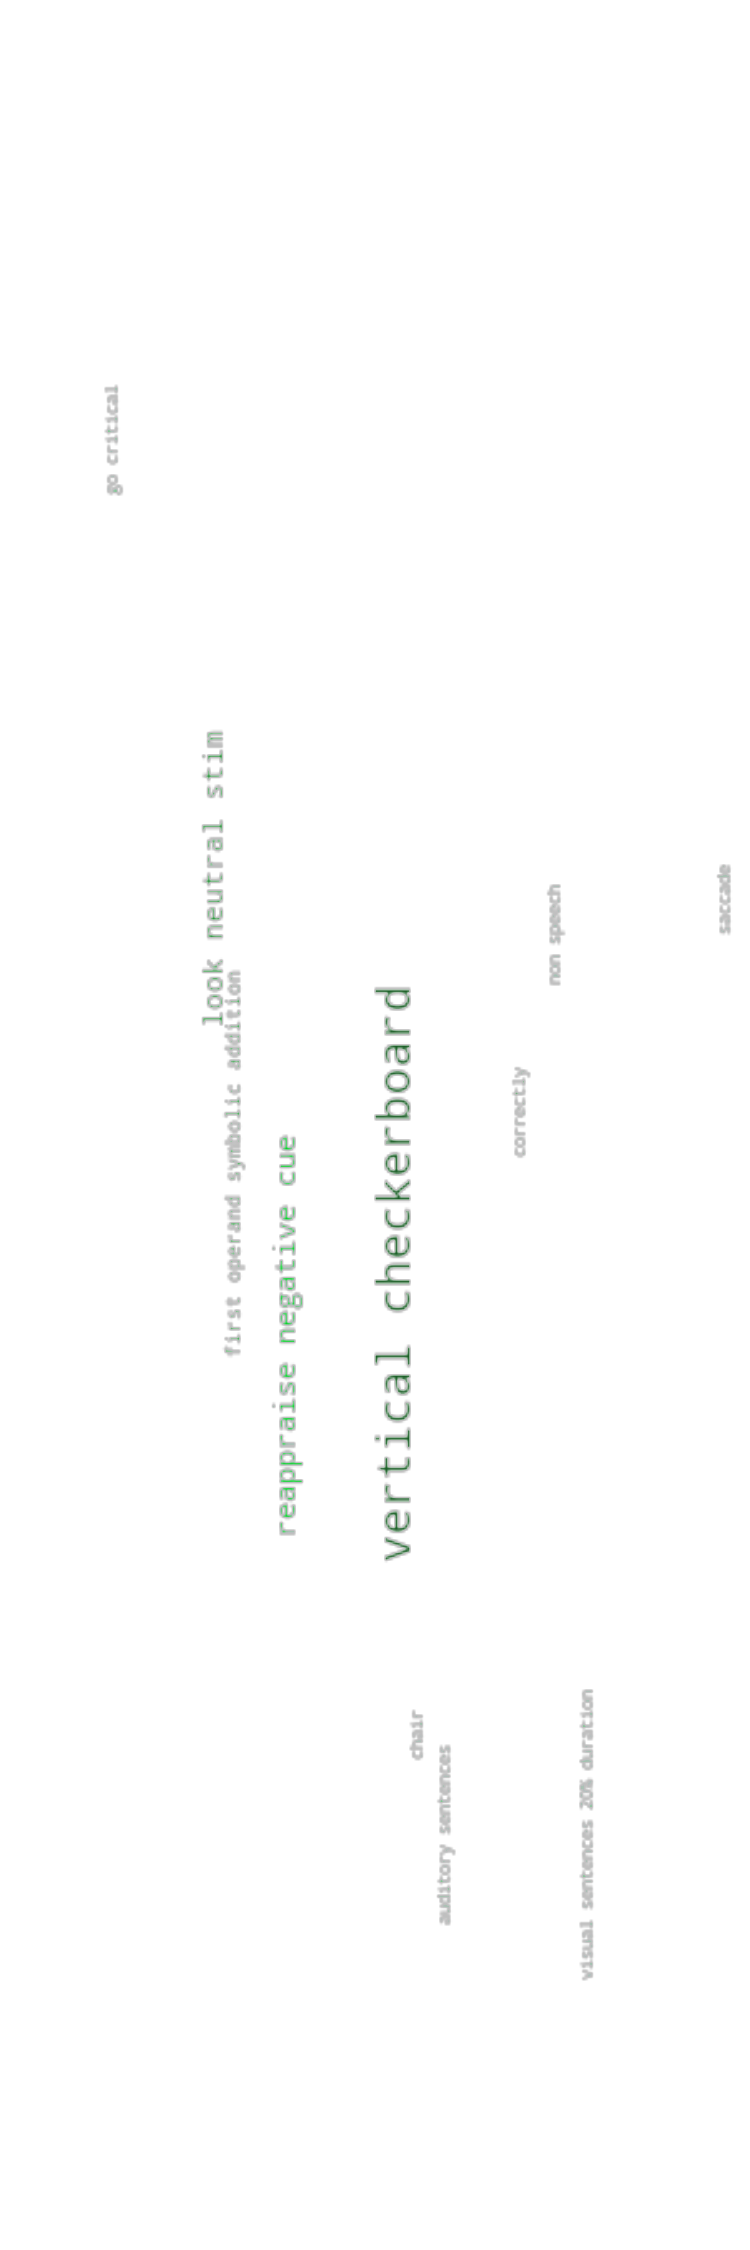 go critical
look neutral stim
first operand symbolic addition
reappraise negative cue
vertical checkerboard
chair
auditory sentences
correctly
non speech
visual sentences 20% duration
saccade